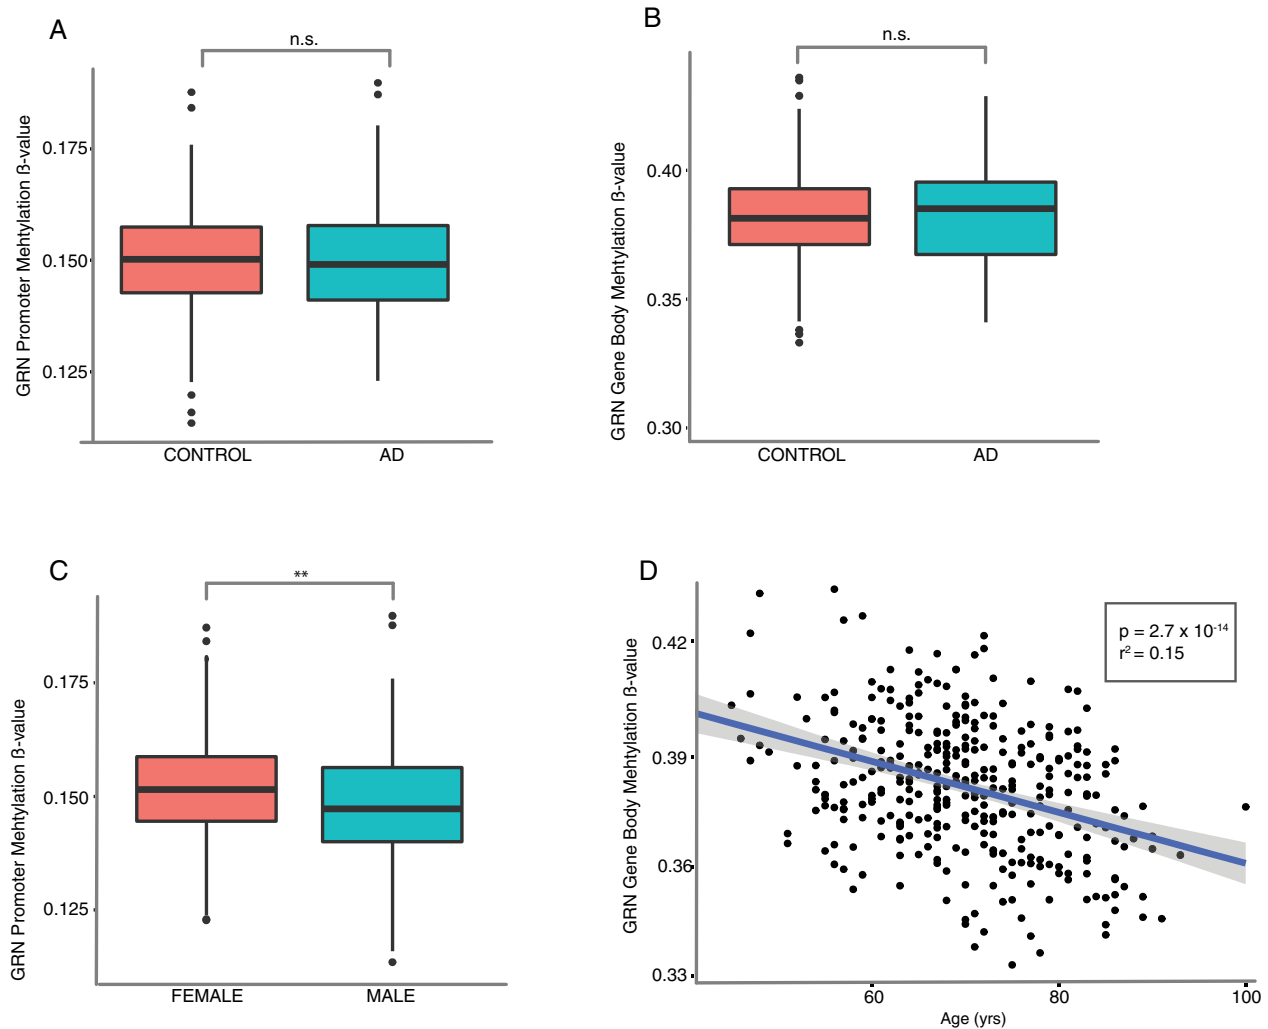 A
n.s.
GRN Promoter Mehtylation ß-value
0.175
0.150
0.125
CONTROL
AD
B
n.s.
GRN Gene Body Mehtylation ß-value
0.40
0.35
0.30
CONTROL
AD
C
**
GRN Promoter Mehtylation ß-value
0.175
0.150
0.125
FEMALE
MALE
D
GRN Gene Body Mehtylation ß-value
0.42
0.39
0.36
0.33
p = 2.7 x 10⁻¹⁴
r² = 0.15
60
80
100
Age (yrs)